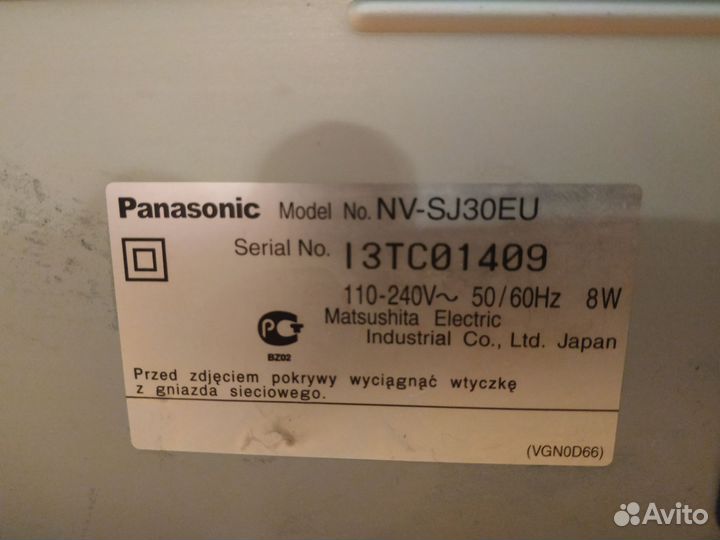 Panasonic Model No. NV-SJ30EU
Serial No. I3TC01409
110-240V~ 50/60Hz 8W
Matsushita Electric
Industrial Co., Ltd. Japan
BZ02
Przed zdjęciem pokrywy wyciągnąć wtyczkę
z gniazda sieciowego.
(VGN0D66)
Avito